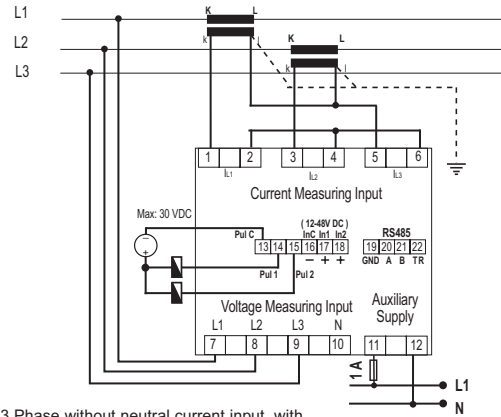 L1
K L
k l
L2
K L
k l
L3
1 2 3 4 5 6
IL1 IL2 IL3
Current Measuring Input
Max: 30 VDC
( 12-48V DC )
Pul C InC In1 In2 RS485
13 14 15 16 17 18 19 20 21 22
− + + GND A B TR
− +
Pul 1 Pul 2
Voltage Measuring Input
Auxiliary
Supply
L1 L2 L3 N
7 8 9 10 11 12
1 A
L1
N
3 Phase without neutral current input, with